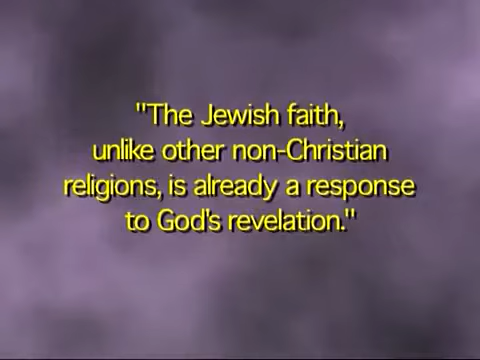 "The Jewish faith,
unlike other non-Christian
religions, is already a response
to God's revelation."